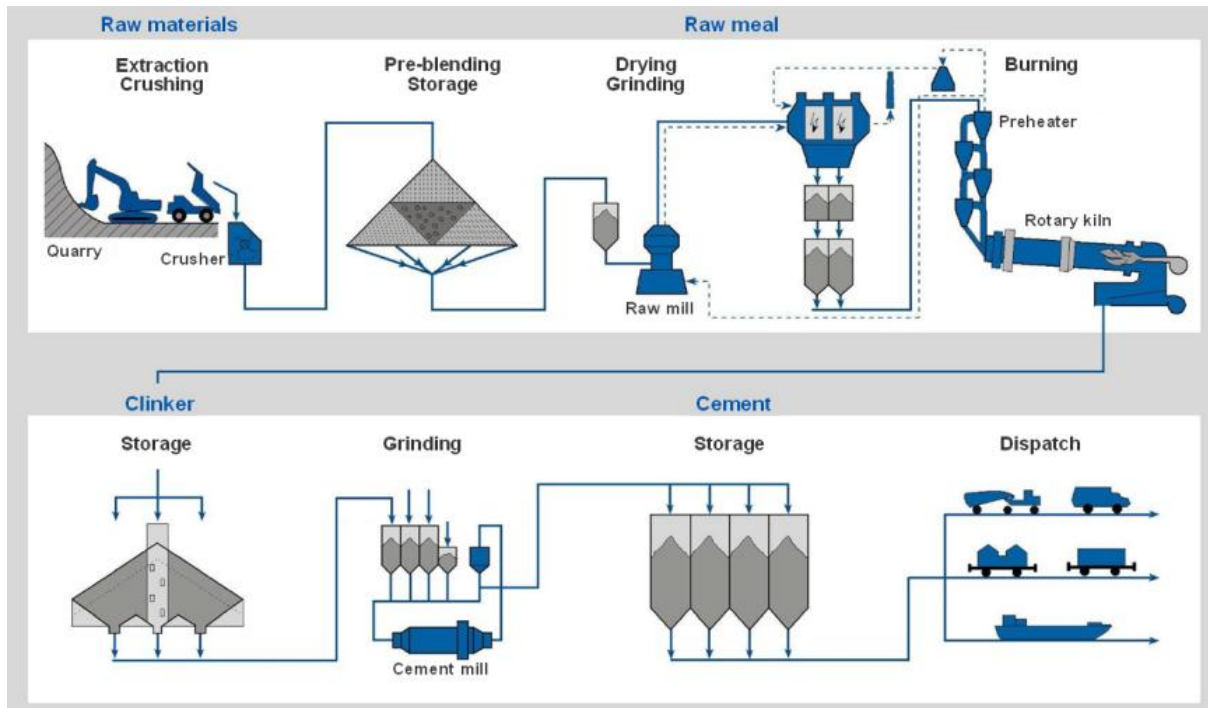 Raw materials
Raw meal
Extraction
Crushing
Pre-blending
Storage
Drying
Grinding
Burning
Preheater
Rotary kiln
Quarry
Crusher
Raw mill
Clinker
Cement
Storage
Grinding
Storage
Dispatch
Cement mill